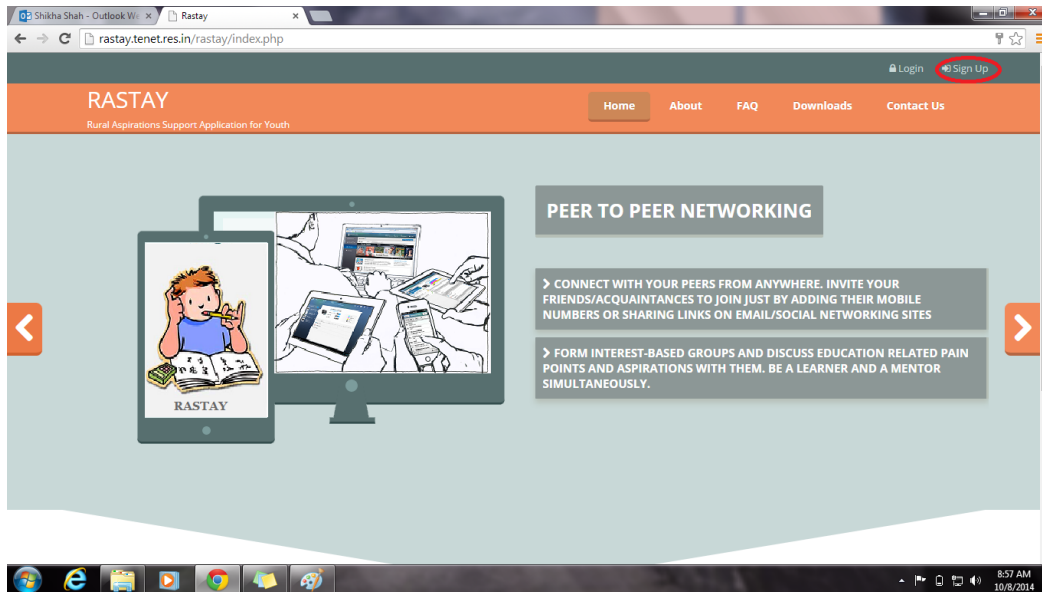 Shikha Shah - Outlook W
Rastay
rastay.tenet.res.in/rastay/index.php
Login
Sign Up
RASTAY
Home
About
FAQ
Downloads
Contact Us
Rural Aspirations Support Application for Youth
PEER TO PEER NETWORKING
CONNECT WITH YOUR PEERS FROM ANYWHERE. INVITE YOUR
FRIENDS/ACQUAINTANCES TO JOIN JUST BY ADDING THEIR MOBILE
NUMBERS OR SHARING LINKS ON EMAIL/SOCIAL NETWORKING SITES
FORM INTEREST-BASED GROUPS AND DISCUSS EDUCATION RELATED PAIN
POINTS AND ASPIRATIONS WITH THEM. BE A LEARNER AND A MENTOR
SIMULTANEOUSLY.
RASTAY
8:57 AM
10/8/2014